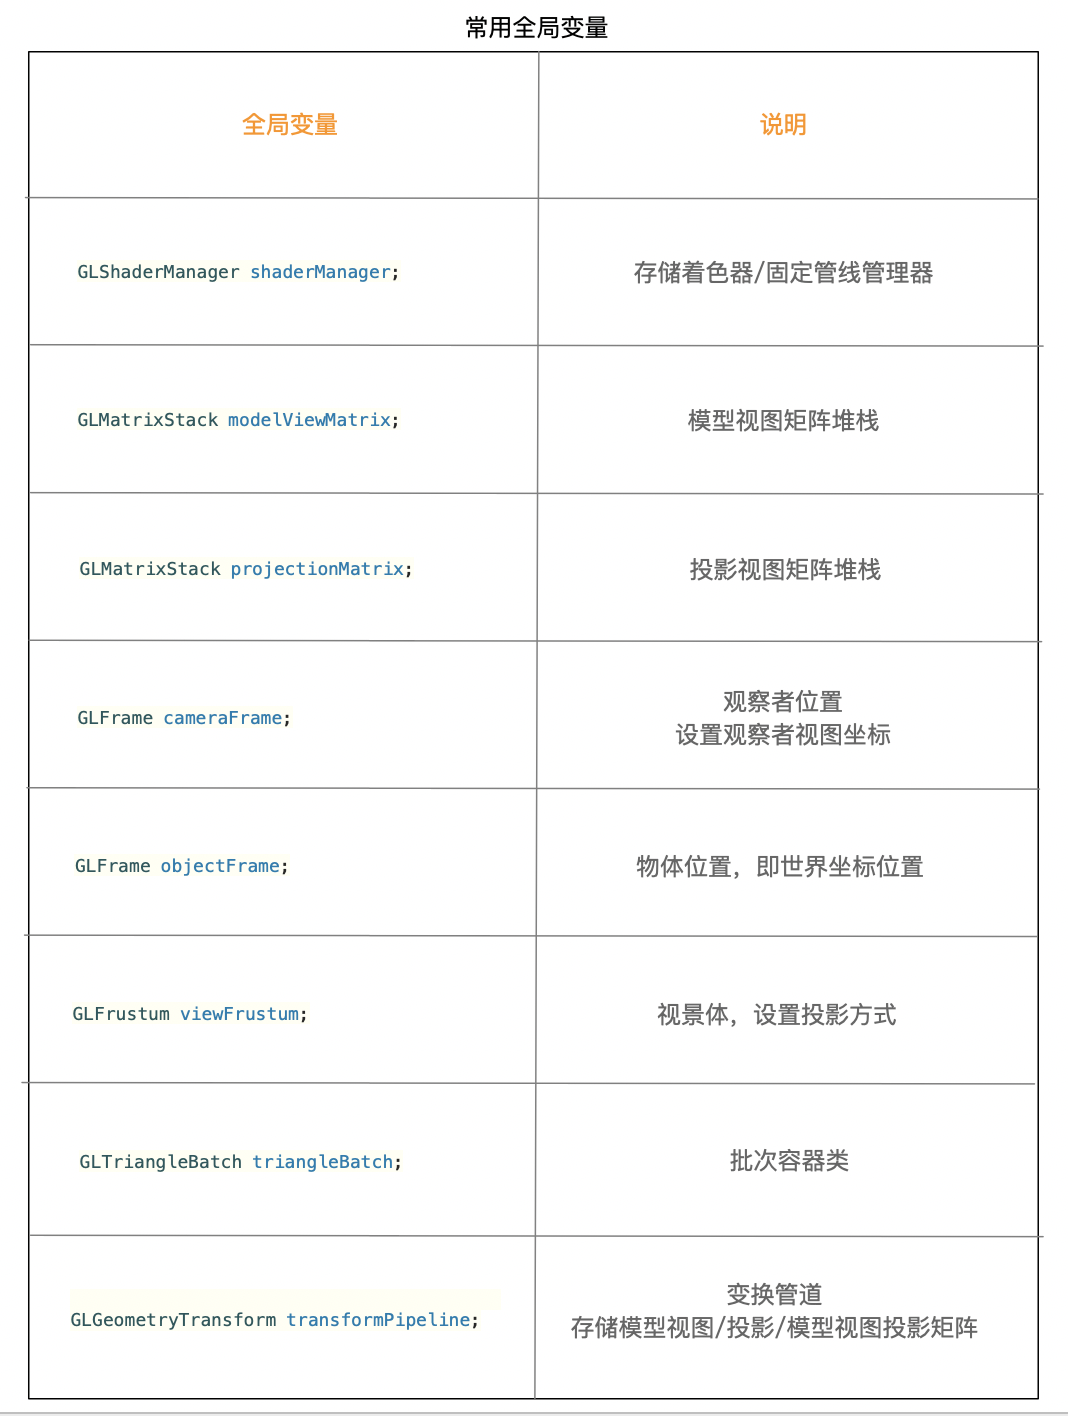 常用全局变量
全局变量
说明
GLShaderManager shaderManager;
存储着色器/固定管线管理器
GLMatrixStack modelViewMatrix;
模型视图矩阵堆栈
GLMatrixStack projectionMatrix;
投影视图矩阵堆栈
GLFrame cameraFrame;
观察者位置
设置观察者视图坐标
GLFrame objectFrame;
物体位置，即世界坐标位置
GLFrustum viewFrustum;
视景体，设置投影方式
GLTriangleBatch triangleBatch;
批次容器类
GLGeometryTransform transformPipeline;
变换管道
存储模型视图/投影/模型视图投影矩阵